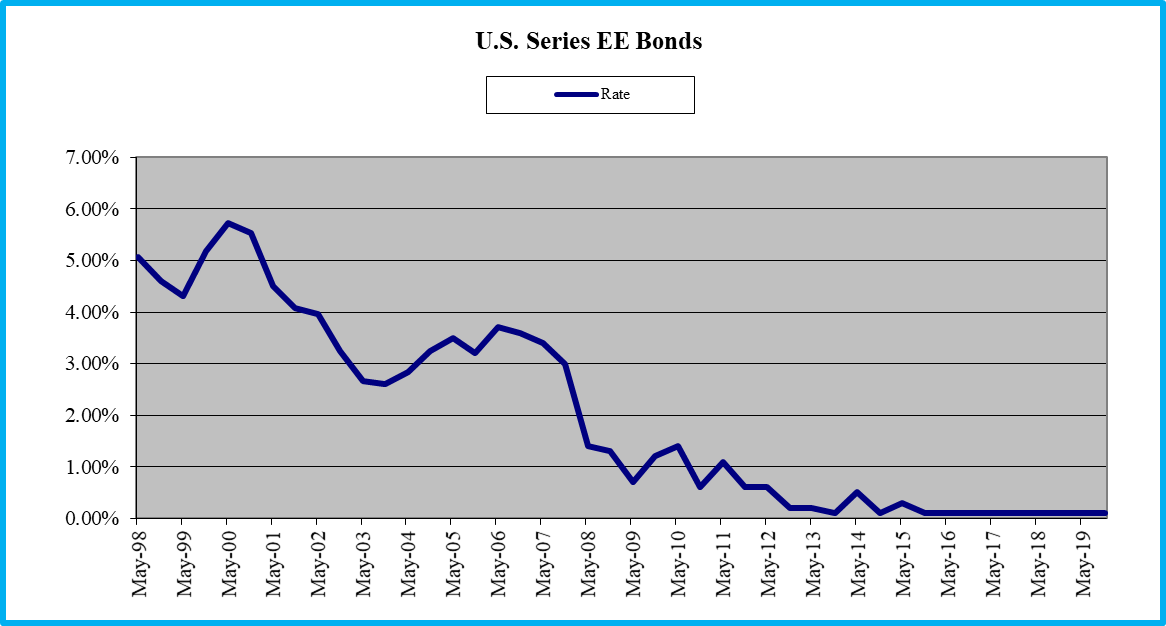 U.S. Series EE Bonds
Rate
7.00%
6.00%
5.00%
4.00%
3.00%
2.00%
1.00%
0.00%
May-98
May-99
May-00
May-01
May-02
May-03
May-04
May-05
May-06
May-07
May-08
May-09
May-10
May-11
May-12
May-13
May-14
May-15
May-16
May-17
May-18
May-19